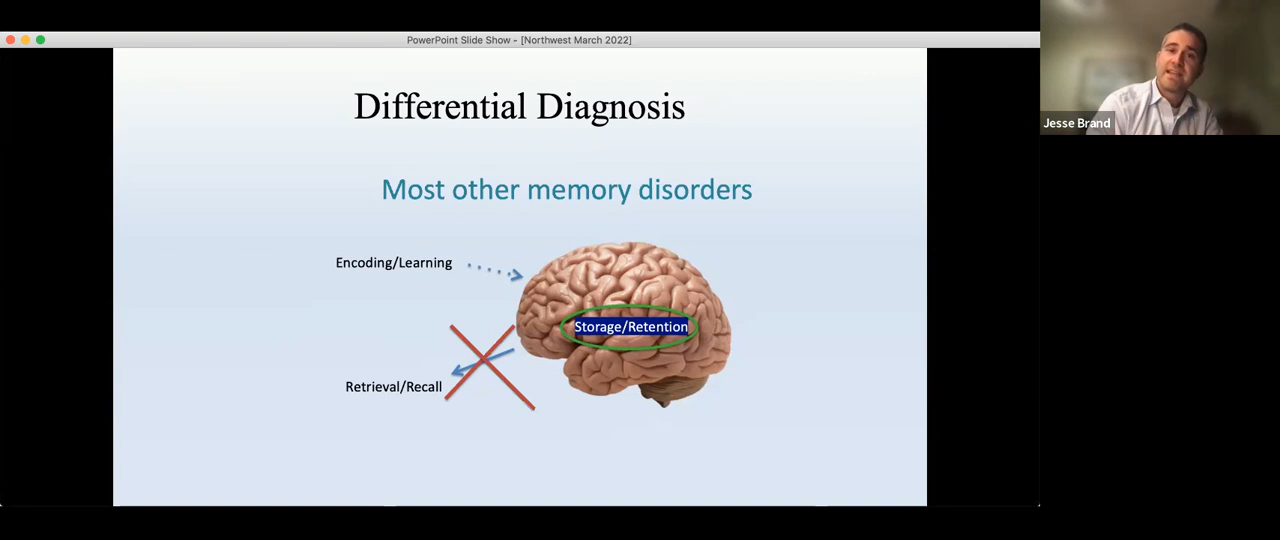 PowerPoint Slide Show - [Northwest March 2022]
Differential Diagnosis
Most other memory disorders
Encoding/Learning
Storage/Retention
Retrieval/Recall
Jesse Brand